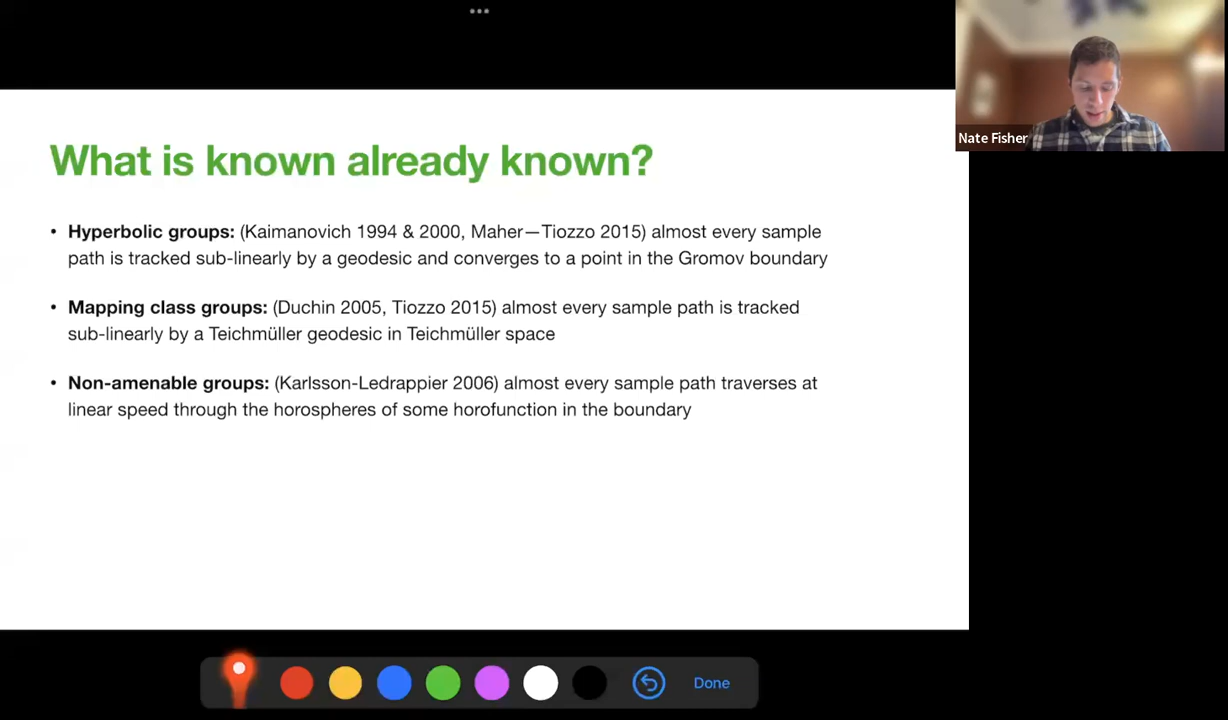 What is known already known?
• Hyperbolic groups: (Kaimanovich 1994 & 2000, Maher—Tiozzo 2015) almost every sample
path is tracked sub-linearly by a geodesic and converges to a point in the Gromov boundary
• Mapping class groups: (Duchin 2005, Tiozzo 2015) almost every sample path is tracked
sub-linearly by a Teichmüller geodesic in Teichmüller space
• Non-amenable groups: (Karlsson-Ledrappier 2006) almost every sample path traverses at
linear speed through the horospheres of some horofunction in the boundary
Nate Fisher
Done